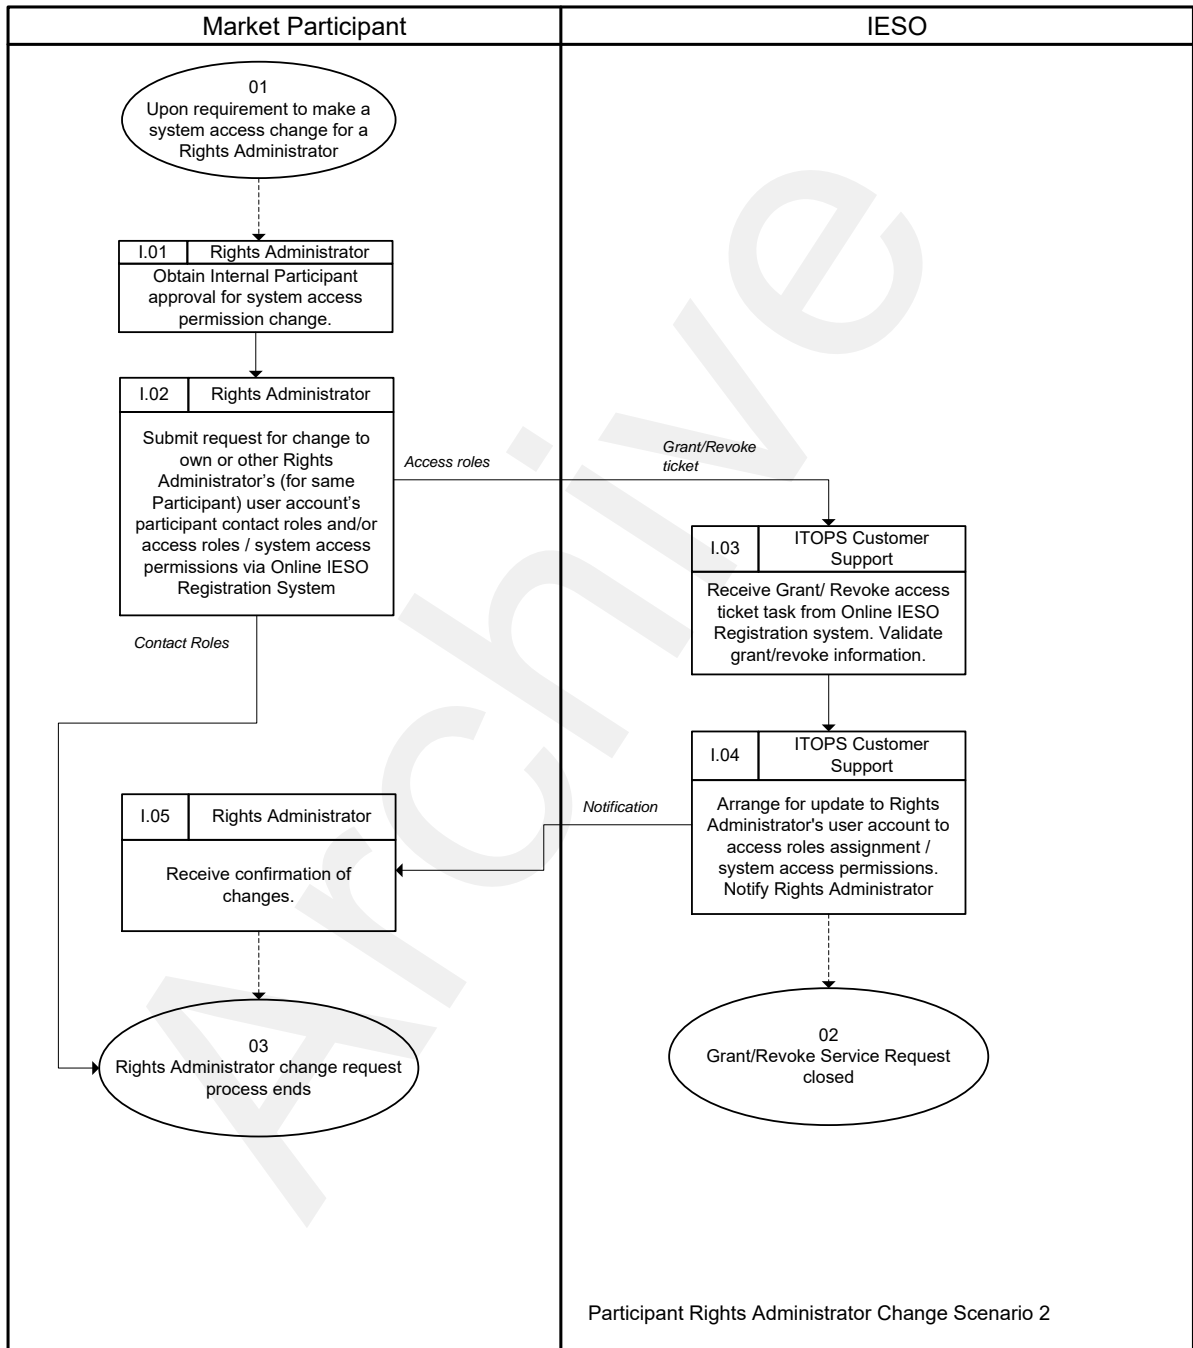 Market Participant
IESO
01
Upon requirement to make a
system access change for a
Rights Administrator
I.01
Rights Administrator
Obtain Internal Participant
approval for system access
permission change.
I.02
Rights Administrator
Submit request for change to
own or other Rights
Administrator's (for same
Participant) user account's
participant contact roles and/or
access roles / system access
permissions via Online IESO
Registration System
Access roles
Grant/Revoke
ticket
I.03
ITOPS Customer
Support
Receive Grant/ Revoke access
ticket task from Online IESO
Registration system. Validate
grant/revoke information.
Contact Roles
I.04
ITOPS Customer
Support
Arrange for update to Rights
Administrator's user account to
access roles assignment /
system access permissions.
Notify Rights Administrator
Notification
I.05
Rights Administrator
Receive confirmation of
changes.
03
Rights Administrator change request
process ends
02
Grant/Revoke Service Request
closed
Participant Rights Administrator Change Scenario 2
Archive